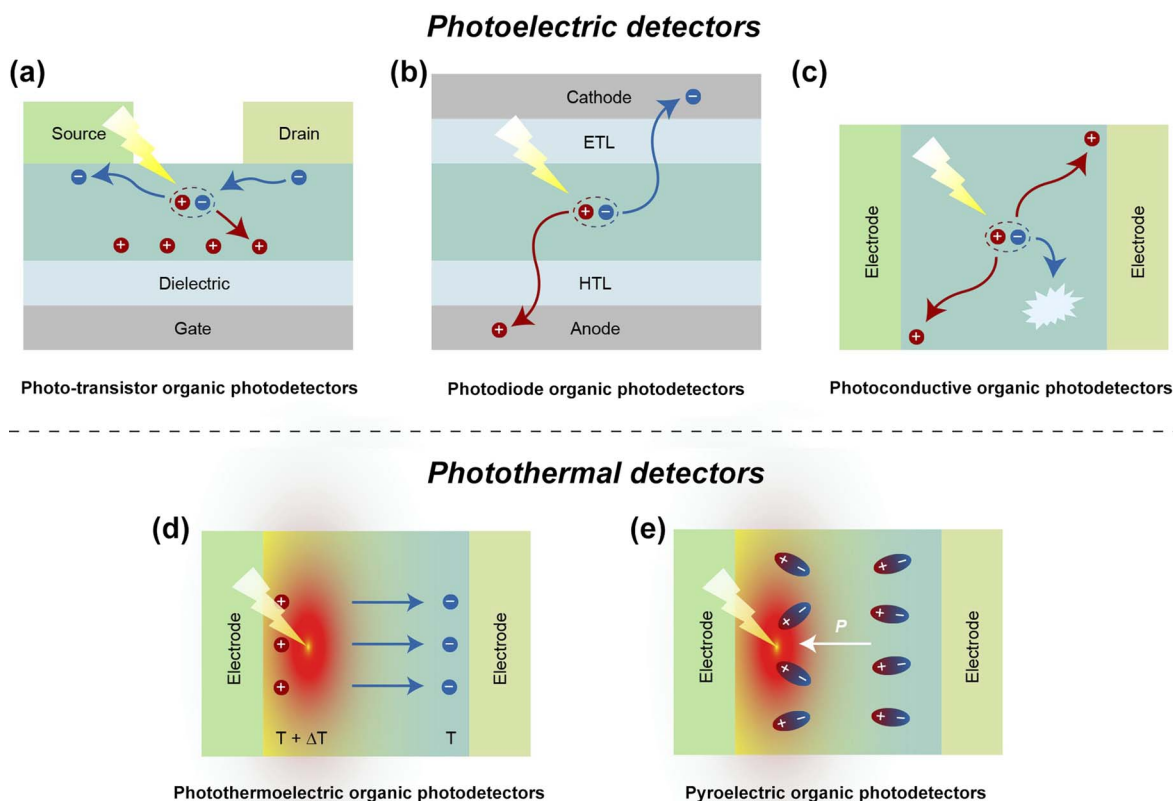 Photoelectric detectors
(a)
Source
Drain
Dielectric
Gate
Photo-transistor organic photodetectors
(b)
Cathode
ETL
HTL
Anode
Photodiode organic photodetectors
(c)
Electrode
Electrode
Photoconductive organic photodetectors
Photothermal detectors
(d)
Electrode
Electrode
T + ΔT
T
Photothermoelectric organic photodetectors
(e)
Electrode
P
Electrode
Pyroelectric organic photodetectors